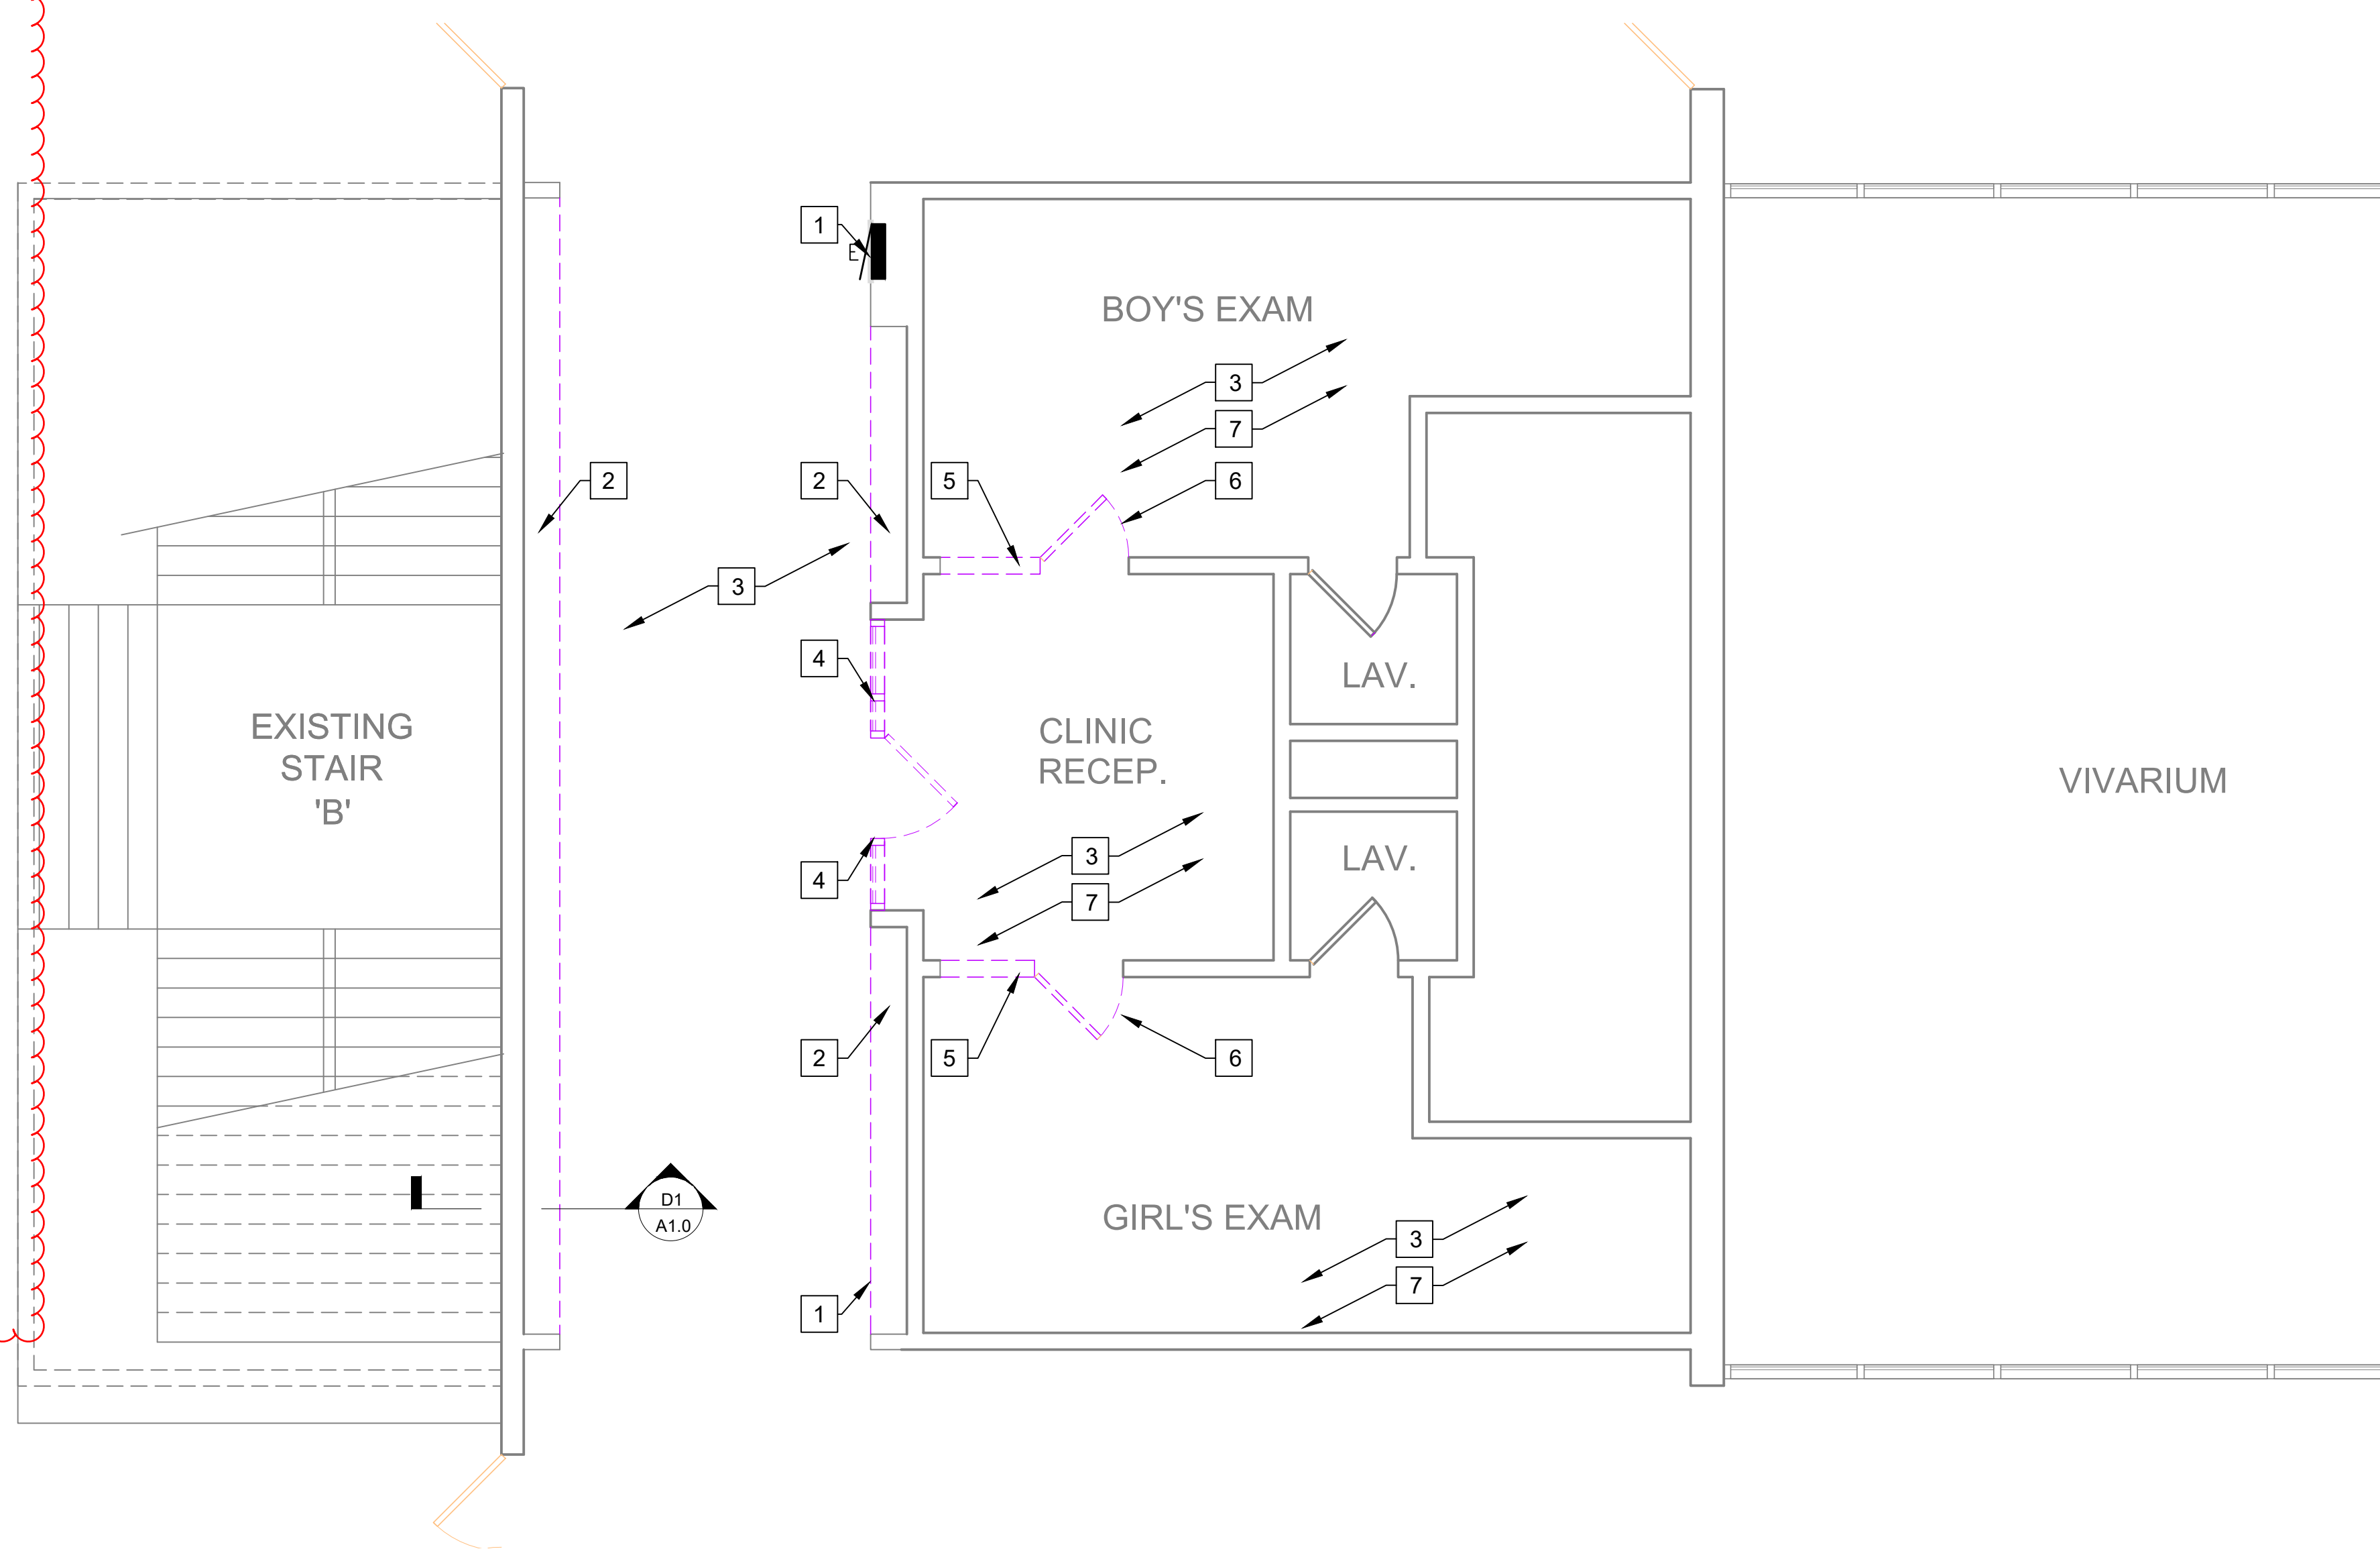 1
E
BOY'S EXAM
3
7
2
2
5
6
3
4
LAV.
EXISTING
STAIR
'B'
CLINIC
RECEP.
VIVARIUM
3
LAV.
4
7
2
5
6
D1
A1.0
GIRL'S EXAM
3
7
1